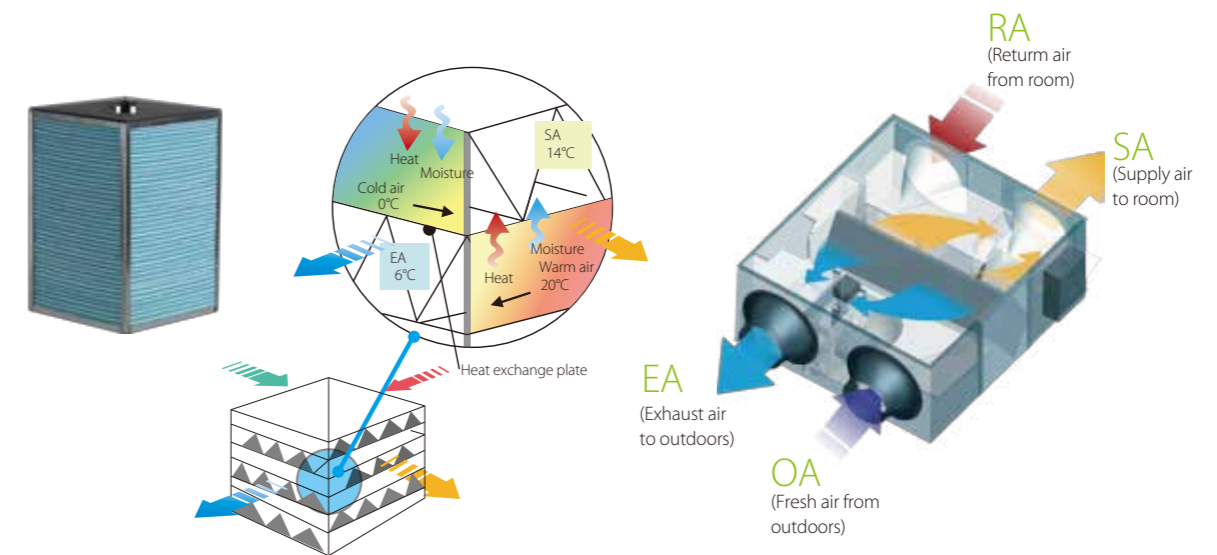 RA
(Returm air
from room)
SA
(Supply air
to room)
SA
14°C
Heat
Moisture
Cold air
0°C
EA
6°C
Moisture
Warm air
20°C
Heat
Heat exchange plate
EA
(Exhaust air
to outdoors)
OA
(Fresh air from
outdoors)